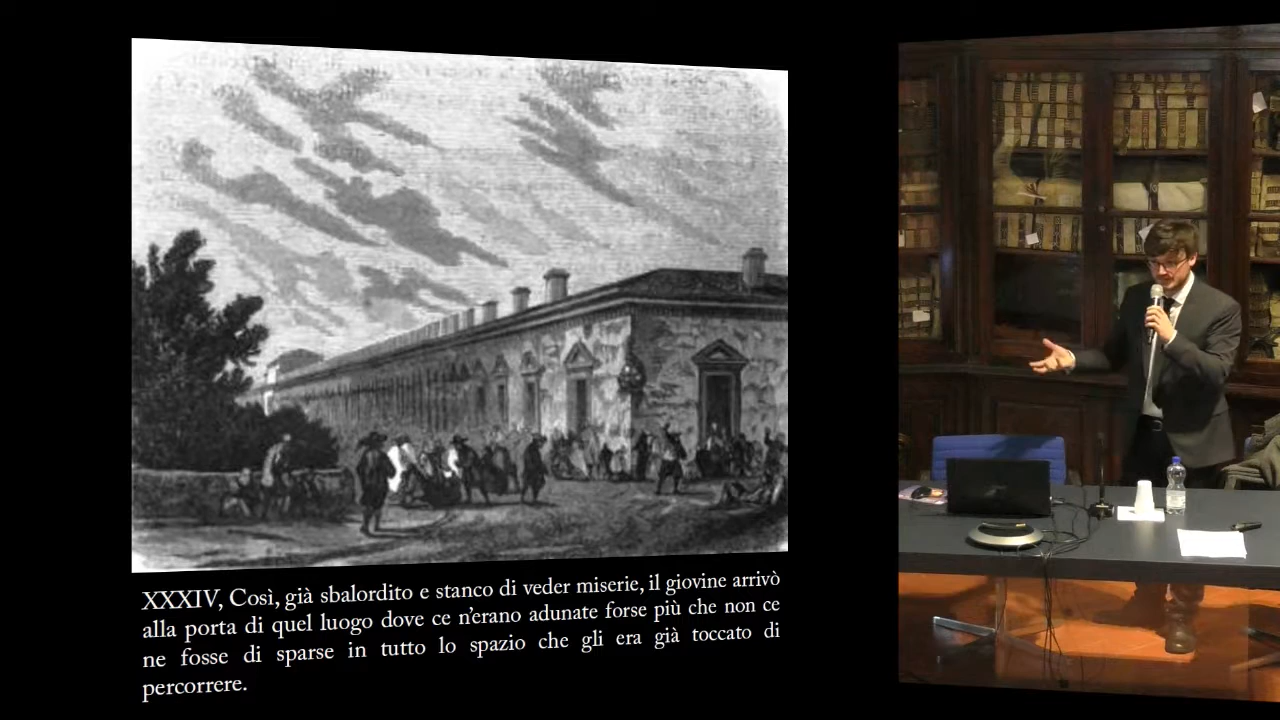 XXXIV, Così, già sbalordito e stanco di veder miserie, il giovine arrivò
alla porta di quel luogo dove ce n'erano adunate forse più che non ce
ne fosse di sparse in tutto lo spazio che gli era già toccato di
percorrere.